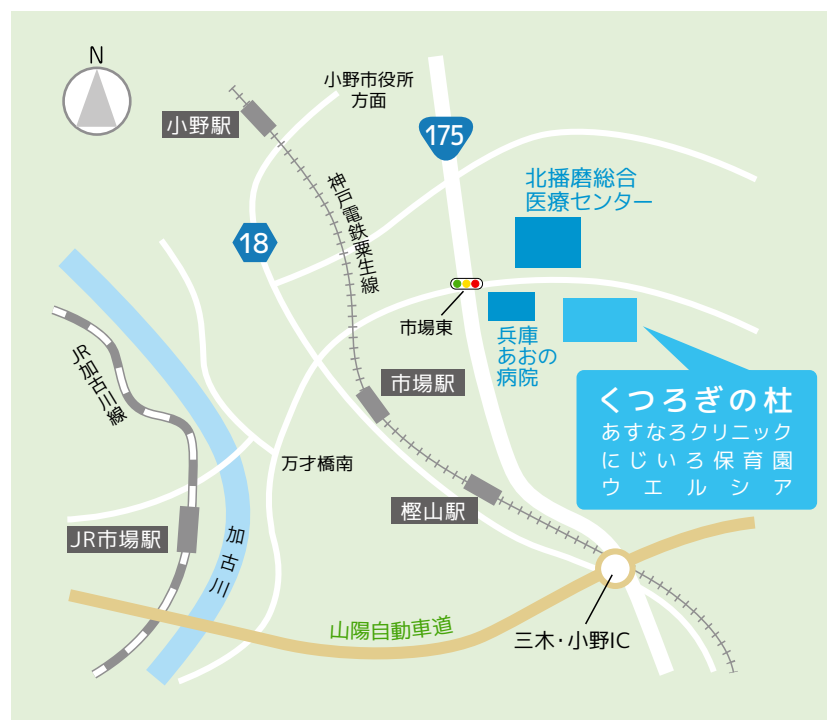 N
小野市役所
方面
小野駅
175
神戸電鉄粟生線
北播磨総合
医療センター
18
市場東
兵庫
あおの
病院
JR
加古川線
市場駅
くつろぎの杜
あすなろクリニック
にじいろ保育園
ウエルシア
万才橋南
樫山駅
JR市場駅
加古川
山陽自動車道
三木・小野IC